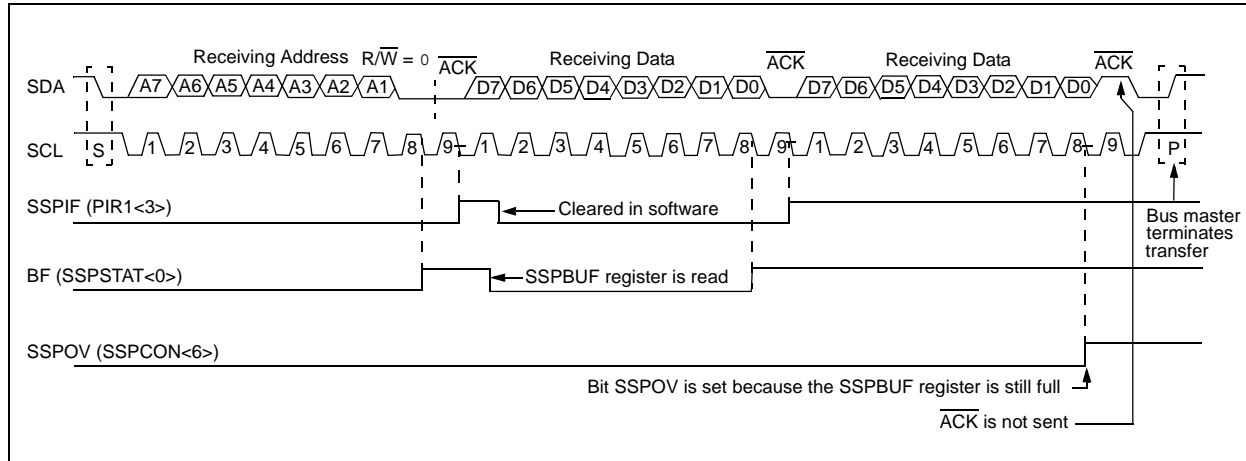 Receiving Address R/W = 0 ACK Receiving Data ACK Receiving Data ACK
SDA A7 A6 A5 A4 A3 A2 A1 D7 D6 D5 D4 D3 D2 D1 D0 D7 D6 D5 D4 D3 D2 D1 D0
SCL S 1 2 3 4 5 6 7 8 9 1 2 3 4 5 6 7 8 9 1 2 3 4 5 6 7 8 9 P
SSPIF (PIR1<3>)
Cleared in software
Bus master
terminates
transfer
BF (SSPSTAT<0>)
SSPBUF register is read
SSPOV (SSPCON<6>)
Bit SSPOV is set because the SSPBUF register is still full
ACK is not sent